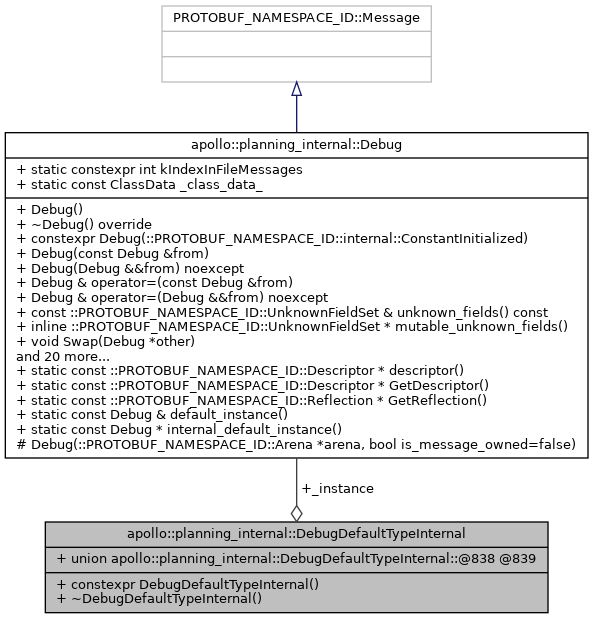 PROTOBUF_NAMESPACE_ID::Message
apollo::planning_internal::Debug
+ static constexpr int kIndexInFileMessages
+ static const ClassData _class_data_
+ Debug()
+ ~Debug() override
+ constexpr Debug(::PROTOBUF_NAMESPACE_ID::internal::ConstantInitialized)
+ Debug(const Debug &from)
+ Debug(Debug &&from) noexcept
+ Debug & operator=(const Debug &from)
+ Debug & operator=(Debug &&from) noexcept
+ const ::PROTOBUF_NAMESPACE_ID::UnknownFieldSet & unknown_fields() const
+ inline ::PROTOBUF_NAMESPACE_ID::UnknownFieldSet * mutable_unknown_fields()
+ void Swap(Debug *other)
and 20 more...
+ static const ::PROTOBUF_NAMESPACE_ID::Descriptor * descriptor()
+ static const ::PROTOBUF_NAMESPACE_ID::Descriptor * GetDescriptor()
+ static const ::PROTOBUF_NAMESPACE_ID::Reflection * GetReflection()
+ static const Debug & default_instance()
+ static const Debug * internal_default_instance()
# Debug(::PROTOBUF_NAMESPACE_ID::Arena *arena, bool is_message_owned=false)
+_instance
apollo::planning_internal::DebugDefaultTypeInternal
+ union apollo::planning_internal::DebugDefaultTypeInternal::@838 @839
+ constexpr DebugDefaultTypeInternal()
+ ~DebugDefaultTypeInternal()